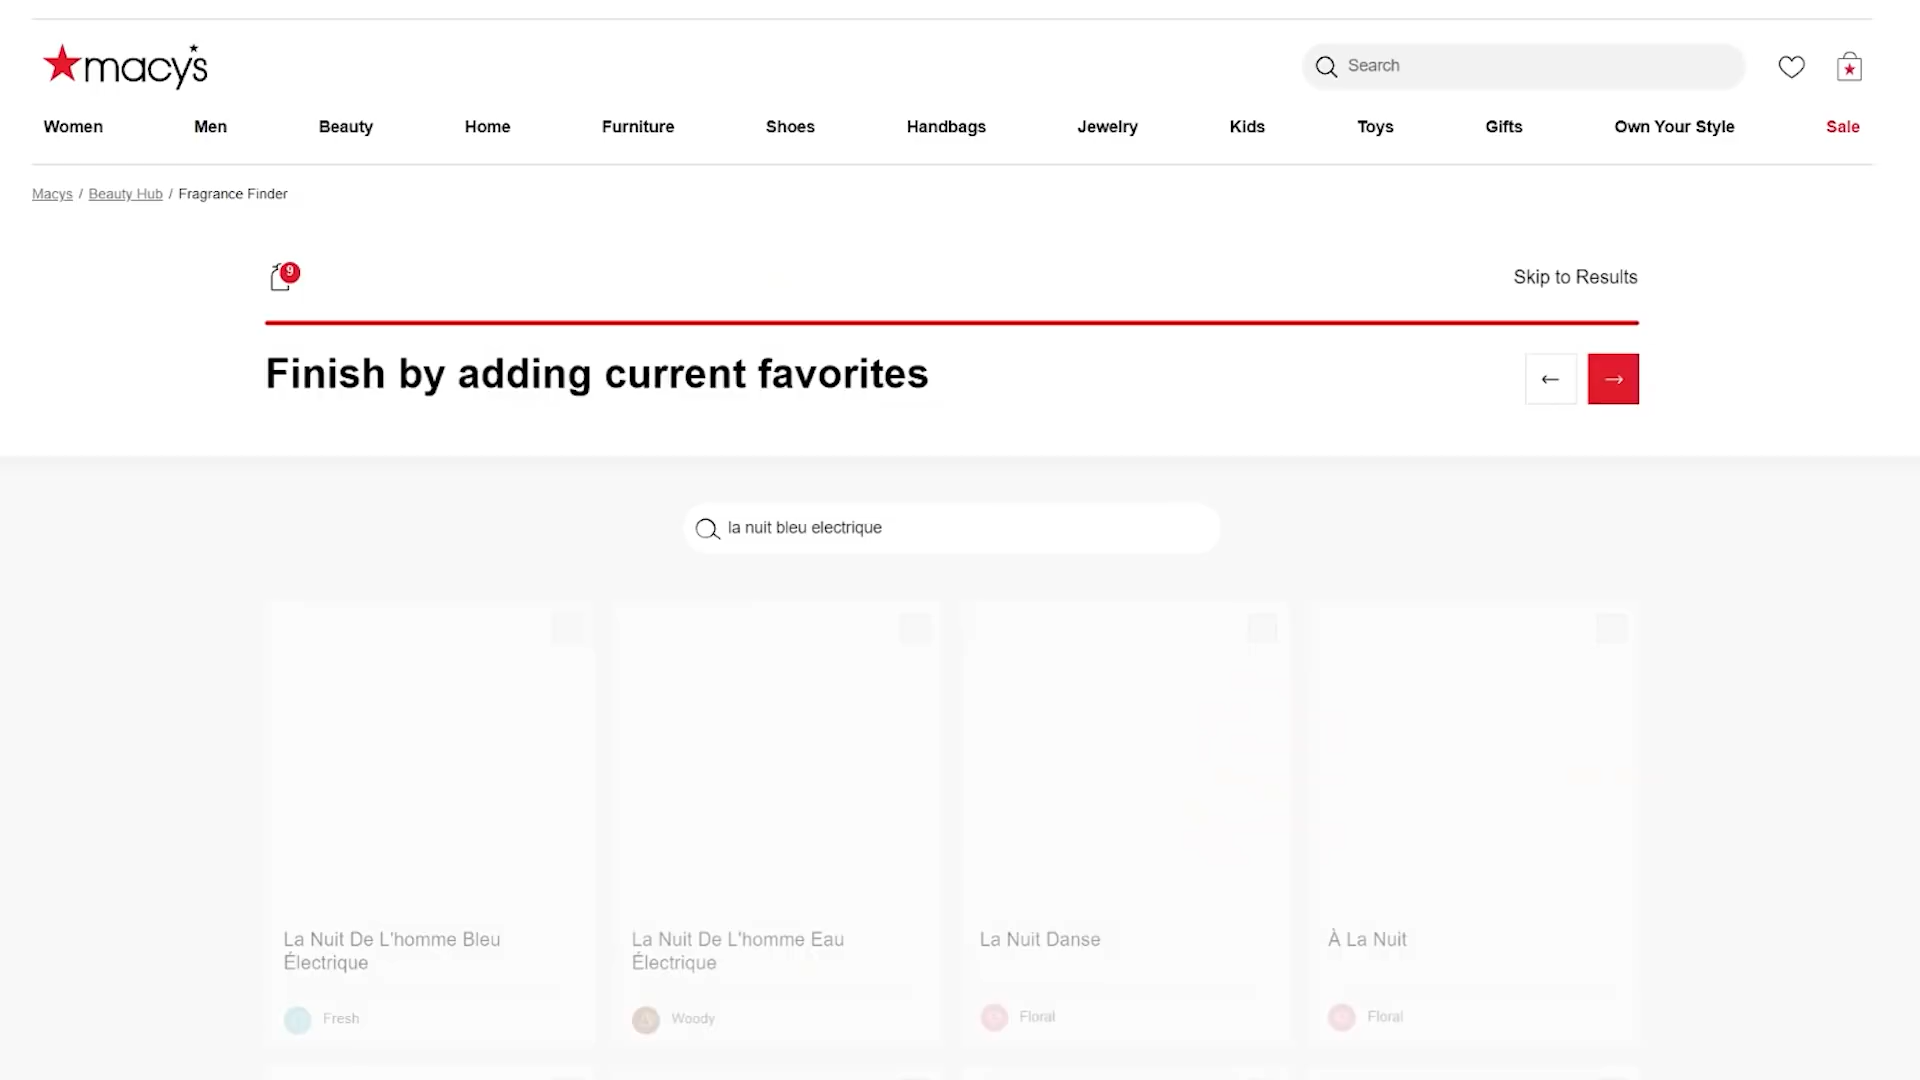 macy's
Search
Women Men Beauty Home Furniture Shoes Handbags Jewelry Kids Toys Gifts Own Your Style Sale
Macys / Beauty Hub / Fragrance Finder
9
Skip to Results
Finish by adding current favorites
la nuit bleu electrique
La Nuit De L'homme Bleu
Électrique
Fresh
La Nuit De L'homme Eau
Électrique
Woody
La Nuit Danse
Floral
À La Nuit
Floral